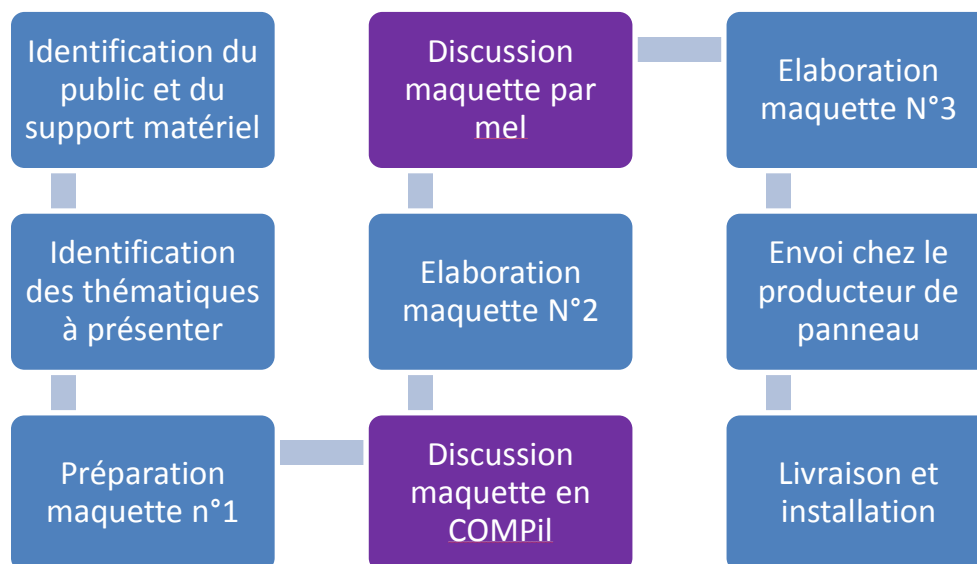 Identification du
public et du
support matériel
Identification
des thématiques
à présenter
Préparation
maquette n°1
Discussion
maquette en
COMPil
Elaboration
maquette N°2
Discussion
maquette par
mel
Elaboration
maquette N°3
Envoi chez le
producteur de
panneau
Livraison et
installation